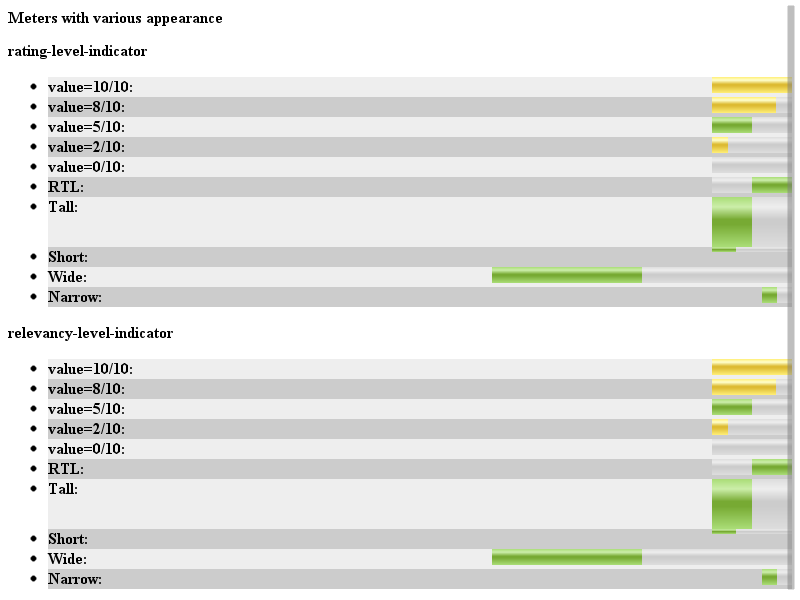 Meters with various appearance
rating-level-indicator
value=10/10:
value=8/10:
value=5/10:
value=2/10:
value=0/10:
RTL:
Tall:
Short:
Wide:
Narrow:
relevancy-level-indicator
value=10/10:
value=8/10:
value=5/10:
value=2/10:
value=0/10:
RTL:
Tall:
Short:
Wide:
Narrow: